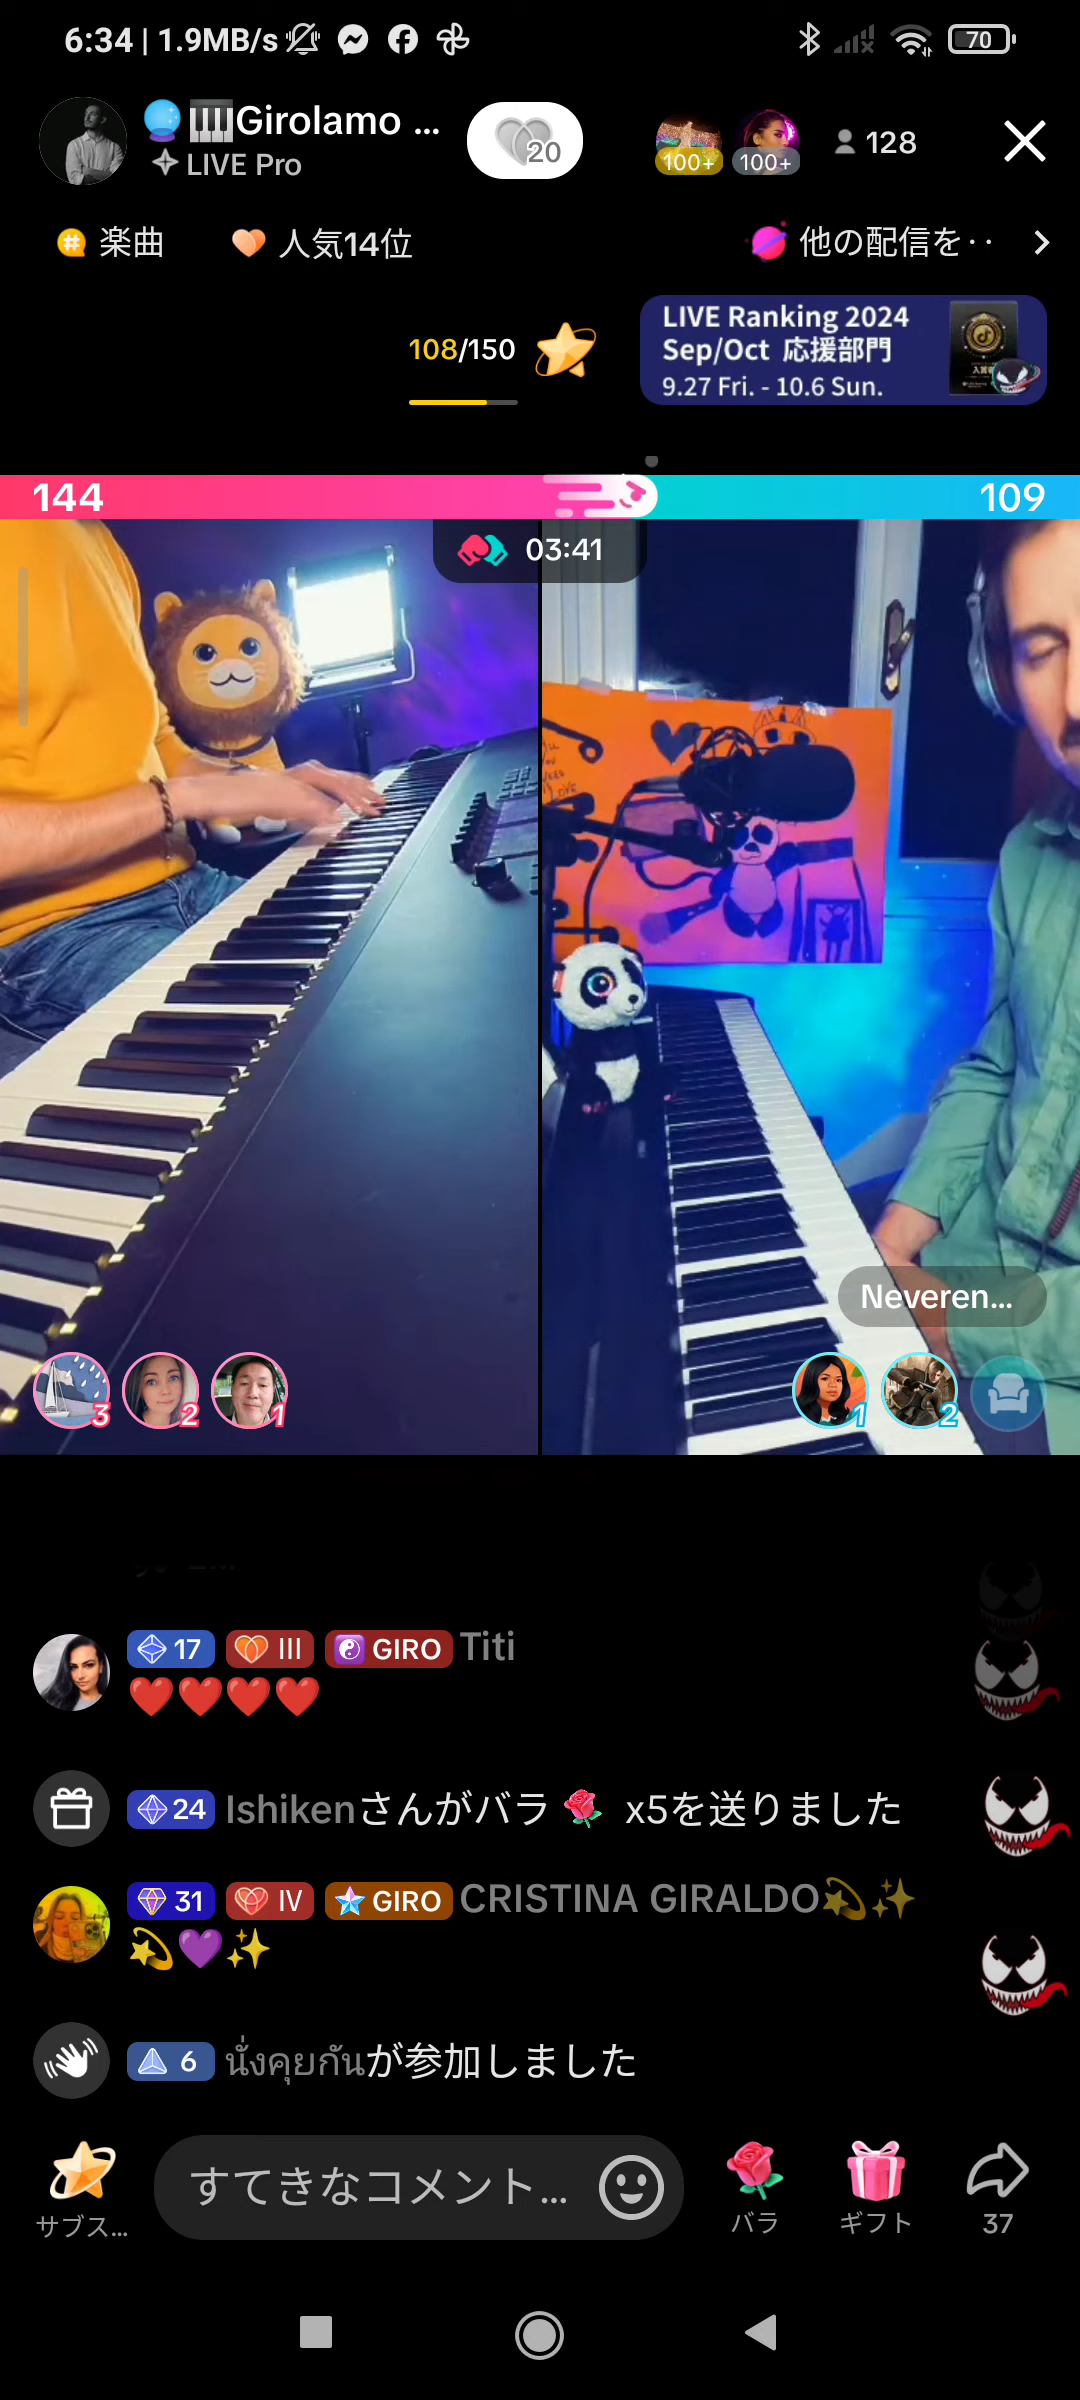 6:34 | 1.9MB/s
70
Girolamo ...
LIVE Pro
20
100+
100+
128
楽曲
人気14位
他の配信を‥
108/150
LIVE Ranking 2024
Sep/Oct 応援部門
9.27 Fri. - 10.6 Sun.
144
109
03:41
Neveren...
3
2
1
1
2
17 III GIRO Titi
24 Ishikenさんがバラ x5を送りました
31 IV GIRO CRISTINA GIRALDO
6 นั่งคุยกันが参加しました
すてきなコメント...
サブス...
バラ
ギフト
37